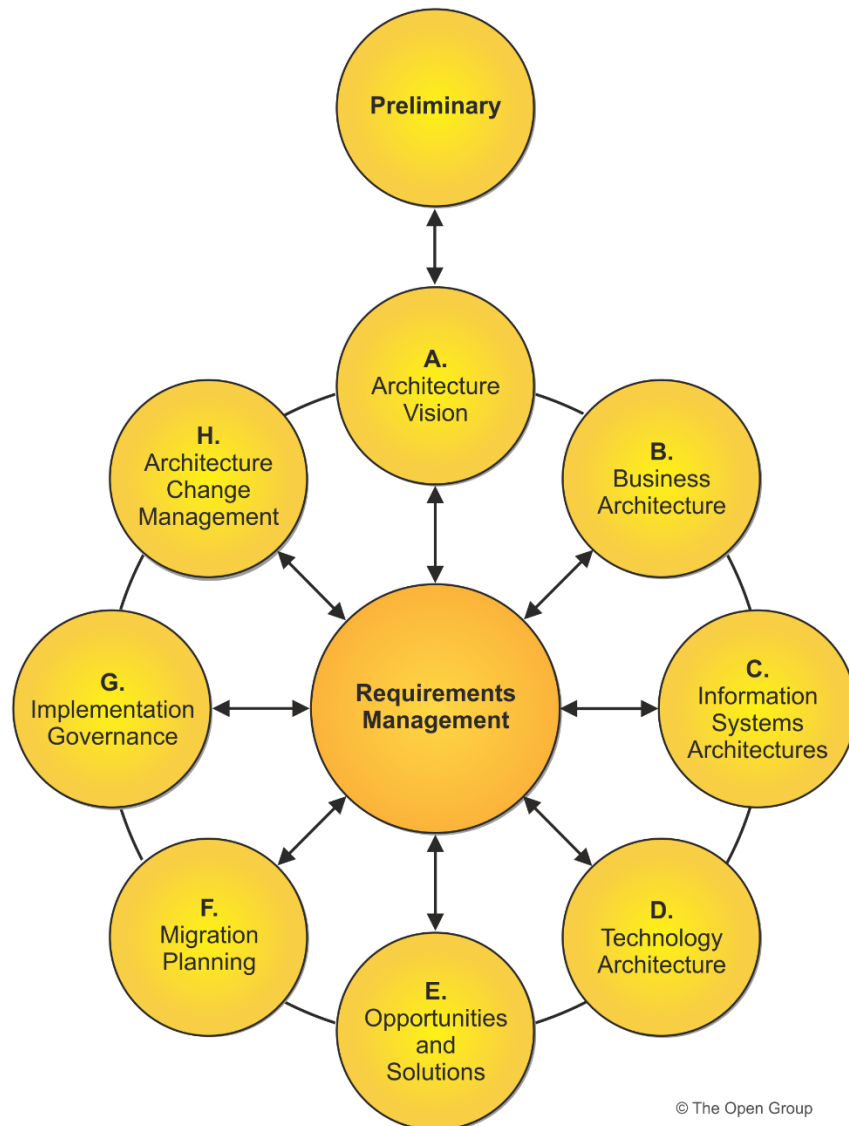 Preliminary
A.
Architecture
Vision
B.
Business
Architecture
C.
Information
Systems
Architectures
D.
Technology
Architecture
E.
Opportunities
and
Solutions
F.
Migration
Planning
G.
Implementation
Governance
H.
Architecture
Change
Management
Requirements
Management
© The Open Group